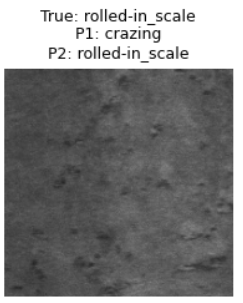 True: rolled-in_scale
P1: crazing
P2: rolled-in_scale